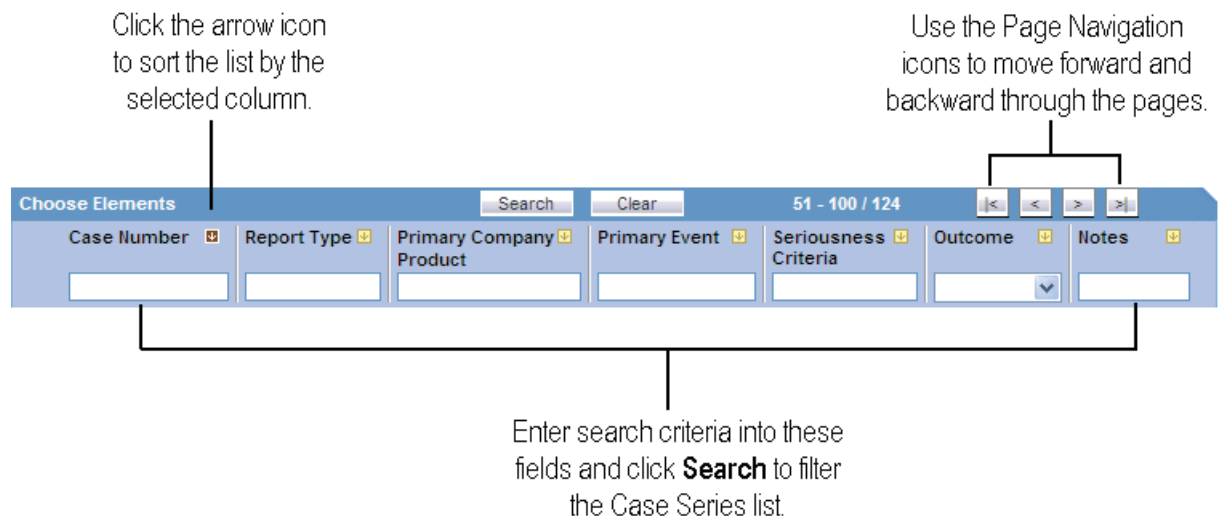 Click the arrow icon
to sort the list by the
selected column.
Use the Page Navigation
icons to move forward and
backward through the pages.
Choose Elements Search Clear 51 - 100 / 124 |< < > >|
Case Number Report Type Primary Company Primary Event Seriousness Outcome Notes
Product Criteria
Enter search criteria into these
fields and click Search to filter
the Case Series list.